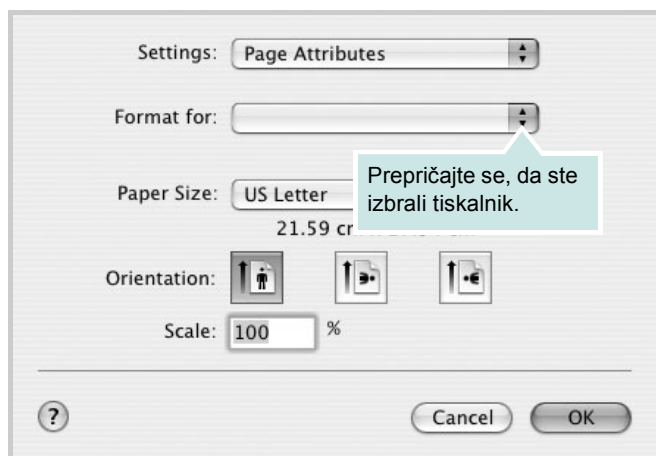 Settings: Page Attributes
Format for:
Prepričajte se, da ste
izbrali tiskalnik.
Paper Size: US Letter
21.59 cm
Orientation:
Scale: 100 %
? Cancel OK